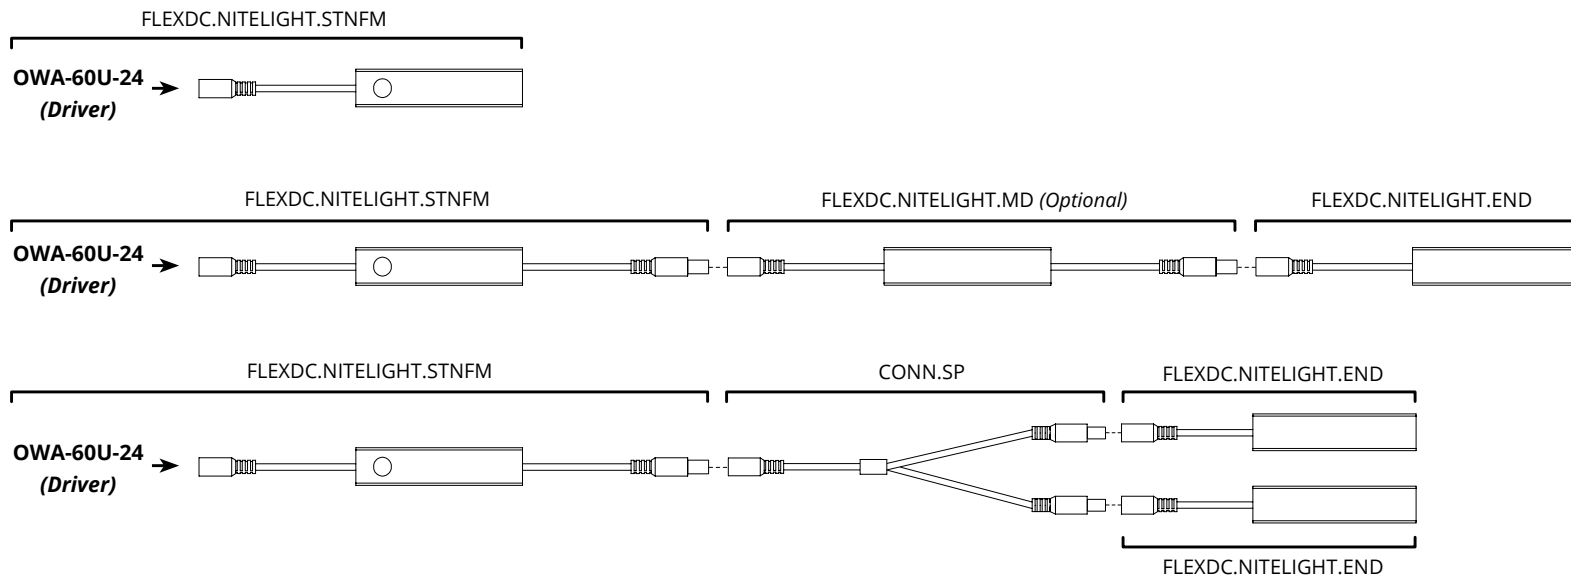 FLEXDC.NITELIGHT.STNFM
OWA-60U-24
(Driver)
FLEXDC.NITELIGHT.STNFM
FLEXDC.NITELIGHT.MD (Optional)
FLEXDC.NITELIGHT.END
OWA-60U-24
(Driver)
FLEXDC.NITELIGHT.STNFM
CONN.SP
FLEXDC.NITELIGHT.END
OWA-60U-24
(Driver)
FLEXDC.NITELIGHT.END